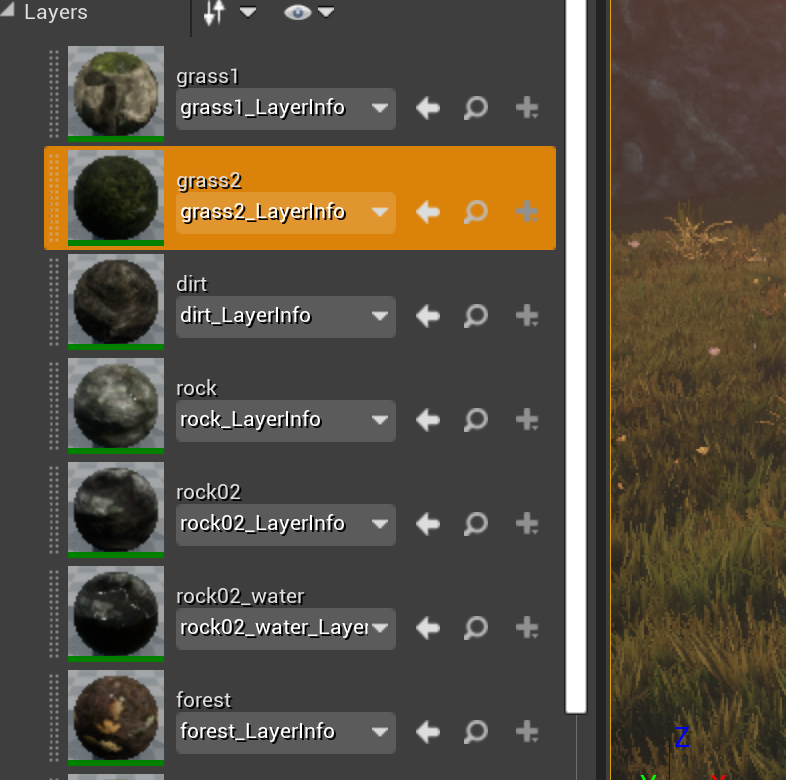 Layers
grass1
grass1_LayerInfo
grass2
grass2_LayerInfo
dirt
dirt_LayerInfo
rock
rock_LayerInfo
rock02
rock02_LayerInfo
rock02_water
rock02_water_Layer
forest
forest_LayerInfo
Z